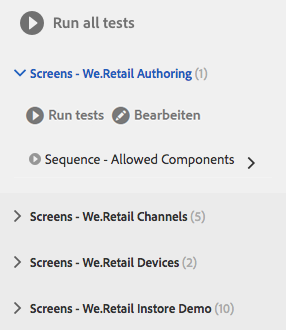 Run all tests
Screens - We.Retail Authoring (1)
Run tests Bearbeiten
Sequence - Allowed Components
Screens - We.Retail Channels (5)
Screens - We.Retail Devices (2)
Screens - We.Retail Instore Demo (10)